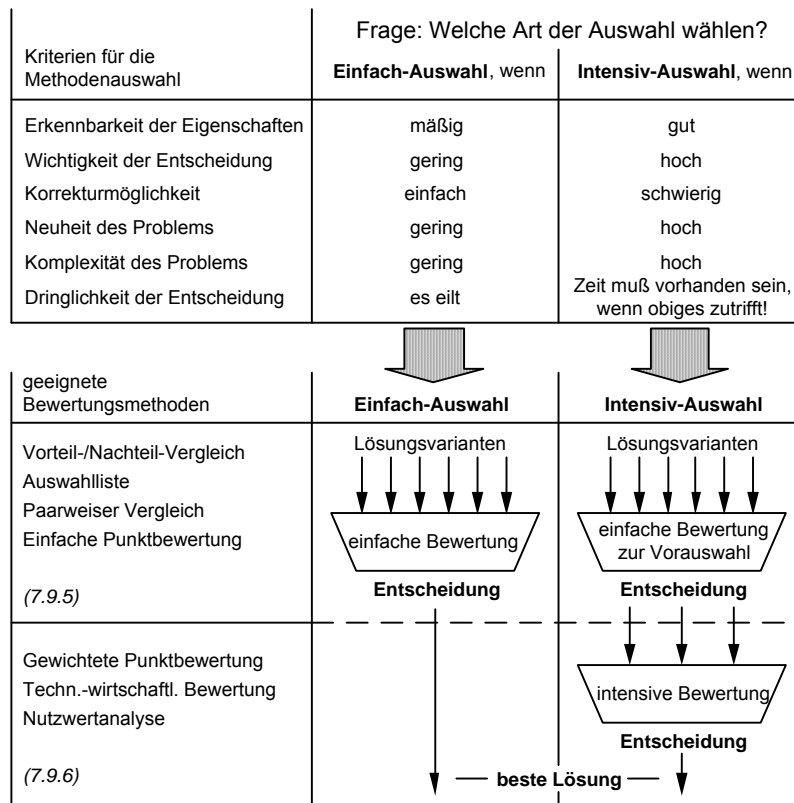 Frage: Welche Art der Auswahl wählen?
Kriterien für die
Methodenauswahl
Einfach-Auswahl, wenn
Intensiv-Auswahl, wenn
Erkennbarkeit der Eigenschaften mäßig gut
Wichtigkeit der Entscheidung gering hoch
Korrekturmöglichkeit einfach schwierig
Neuheit des Problems gering hoch
Komplexität des Problems gering hoch
Dringlichkeit der Entscheidung es eilt
Zeit muß vorhanden sein,
wenn obiges zutrifft!
geeignete
Bewertungsmethoden
Einfach-Auswahl
Intensiv-Auswahl
Vorteil-/Nachteil-Vergleich
Auswahlliste
Paarweiser Vergleich
Einfache Punktbewertung
(7.9.5)
Lösungsvarianten
einfache Bewertung
Entscheidung
Lösungsvarianten
einfache Bewertung
zur Vorauswahl
Entscheidung
Gewichtete Punktbewertung
Techn.-wirtschaftl. Bewertung
Nutzwertanalyse
(7.9.6)
intensive Bewertung
Entscheidung
beste Lösung